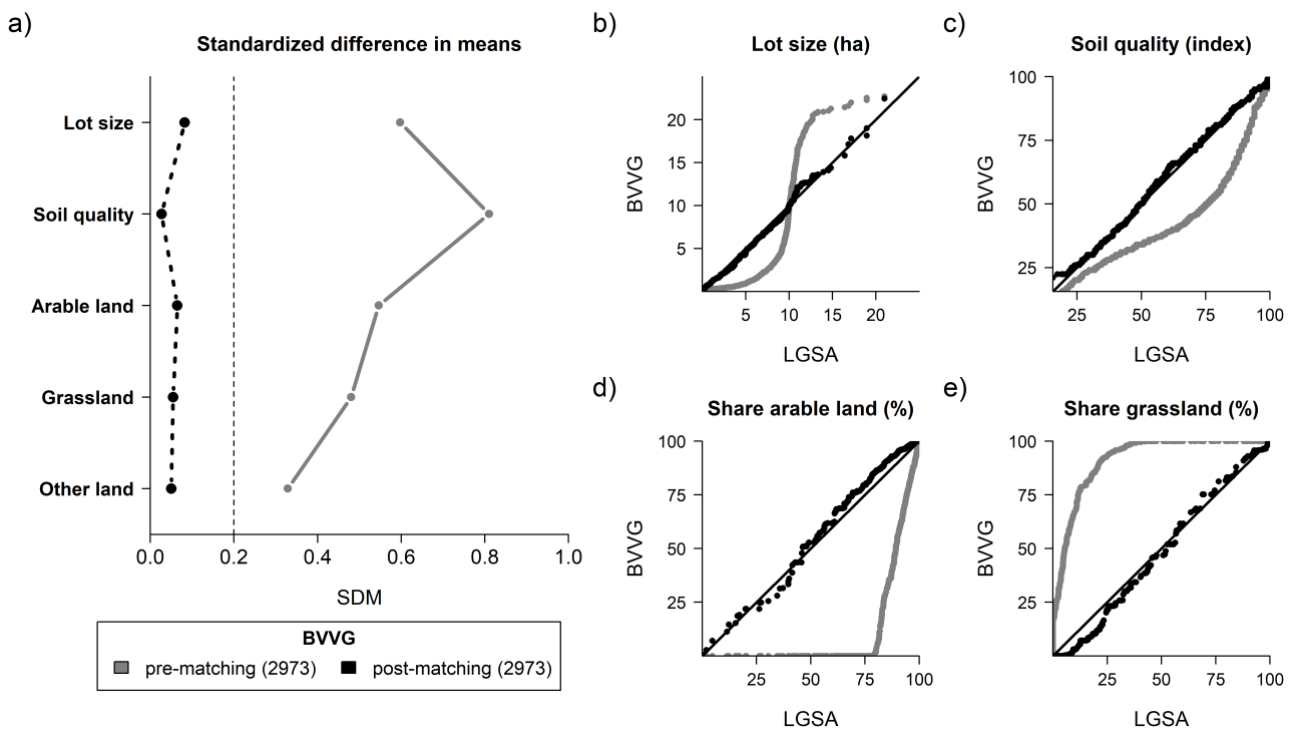 a)
Standardized difference in means
Lot size
Soil quality
Arable land
Grassland
Other land
0.0 0.2 0.4 0.6 0.8 1.0
SDM
BVVG
pre-matching (2973) post-matching (2973)
b)
Lot size (ha)
BVVG
20
15
10
5
5 10 15 20
LGSA
c)
Soil quality (index)
BVVG
100
75
50
25
25 50 75 100
LGSA
d)
Share arable land (%)
BVVG
100
75
50
25
25 50 75 100
LGSA
e)
Share grassland (%)
BVVG
100
75
50
25
25 50 75 100
LGSA